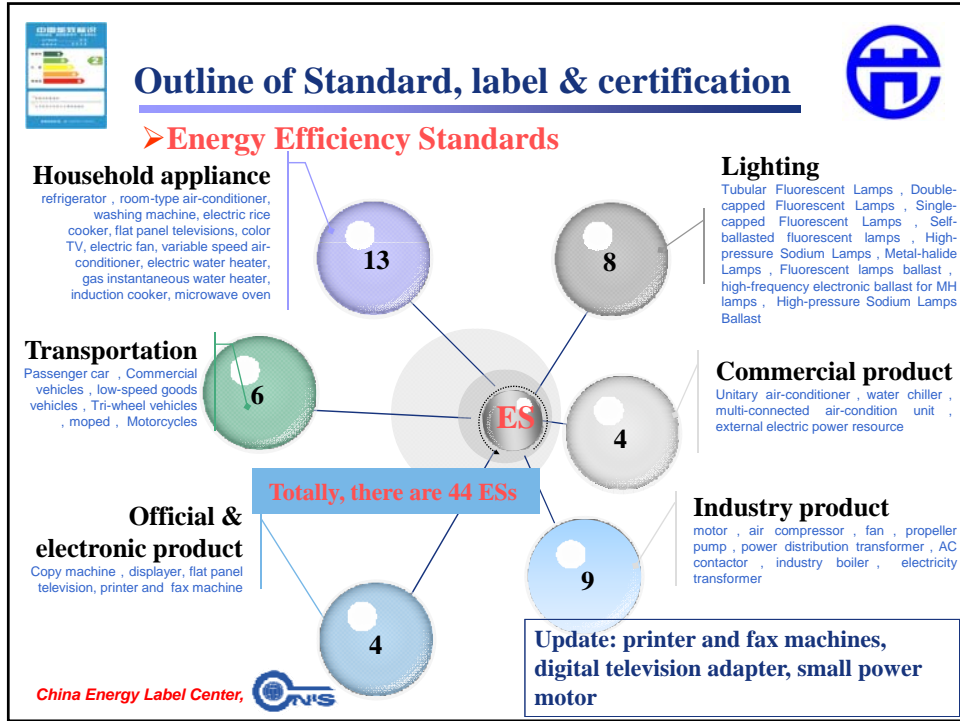 中国能效标识
2
Outline of Standard, label & certification
➢Energy Efficiency Standards
Household appliance
refrigerator , room-type air-conditioner,
washing machine, electric rice
cooker, flat panel televisions, color
TV, electric fan, variable speed air-
conditioner, electric water heater,
gas instantaneous water heater,
induction cooker, microwave oven
13
Lighting
Tubular Fluorescent Lamps , Double-
capped Fluorescent Lamps , Single-
capped Fluorescent Lamps , Self-
ballasted fluorescent lamps , High-
pressure Sodium Lamps , Metal-halide
Lamps , Fluorescent lamps ballast ,
high-frequency electronic ballast for MH
lamps , High-pressure Sodium Lamps
Ballast
8
Transportation
Passenger car , Commercial
vehicles , low-speed goods
vehicles , Tri-wheel vehicles
, moped , Motorcycles
6
ES
Commercial product
Unitary air-conditioner , water chiller ,
multi-connected air-condition unit ,
external electric power resource
4
Totally, there are 44 ESs
Official &
electronic product
Copy machine , displayer, flat panel
television, printer and fax machine
4
Industry product
motor , air compressor , fan , propeller
pump , power distribution transformer , AC
contactor , industry boiler , electricity
transformer
9
Update: printer and fax machines,
digital television adapter, small power
motor
China Energy Label Center,